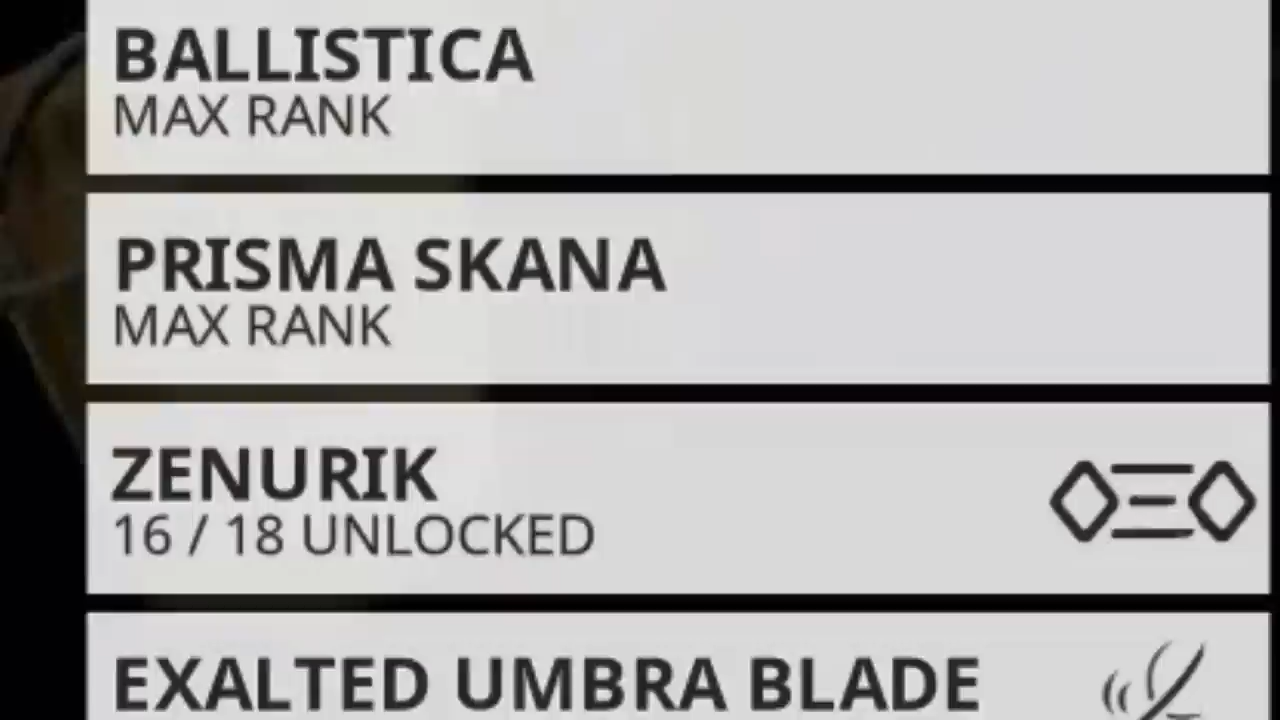 BALLISTICA
MAX RANK
PRISMA SKANA
MAX RANK
ZENURIK
16 / 18 UNLOCKED
EXALTED UMBRA BLADE